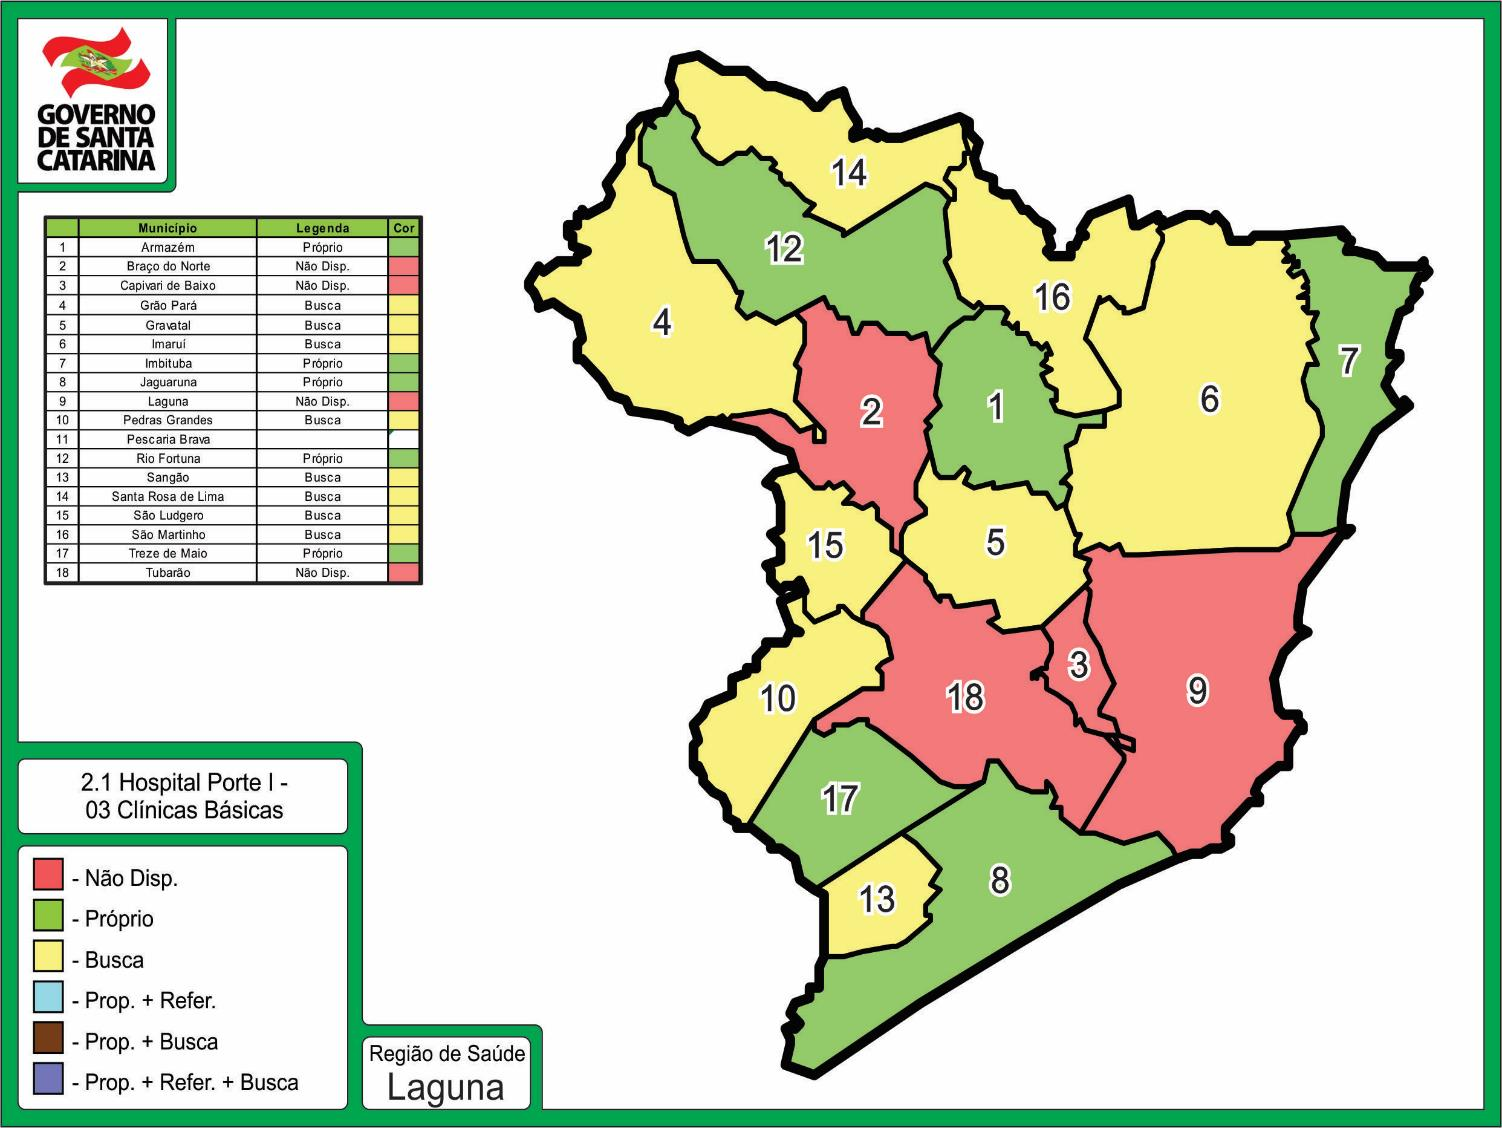 GOVERNO
DE SANTA
CATARINA
Município Legenda Cor
1 Armazém Próprio
2 Braço do Norte Não Disp.
3 Capivari de Baixo Não Disp.
4 Grão Pará Busca
5 Gravatal Busca
6 Imaruí Busca
7 Imbituba Próprio
8 Jaguaruna Próprio
9 Laguna Não Disp.
10 Pedras Grandes Busca
11 Pescaria Brava
12 Rio Fortuna Próprio
13 Sangão Busca
14 Santa Rosa de Lima Busca
15 São Ludgero Busca
16 São Martinho Busca
17 Treze de Maio Próprio
18 Tubarão Não Disp.
14
12
16
4
7
6
2
1
15
5
3
10
18
9
17
8
13
2.1 Hospital Porte I -
03 Clínicas Básicas
- Não Disp.
- Próprio
- Busca
- Prop. + Refer.
- Prop. + Busca
- Prop. + Refer. + Busca
Região de Saúde
Laguna